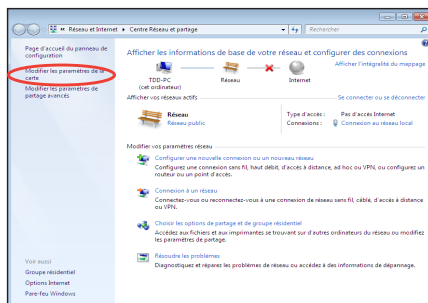 Réseau et Internet ▸ Centre Réseau et partage
Rechercher
Page d'accueil du panneau de configuration
Modifier les paramètres de la carte
Modifier les paramètres de partage avancés
Afficher les informations de base de votre réseau et configurer des connexions
Afficher l'intégralité du mappage
TDD-PC
(cet ordinateur)
Réseau
Internet
Afficher vos réseaux actifs
Se connecter ou se déconnecter
Réseau
Réseau public
Type d'accès : Pas d'accès Internet
Connexions : Connexion au réseau local
Modifier vos paramètres réseau
Configurer une nouvelle connexion ou un nouveau réseau
Configurez une connexion sans fil, haut débit, d'accès à distance, ad hoc ou VPN, ou configurez un
routeur ou un point d'accès.
Connexion à un réseau
Connectez-vous ou reconnectez-vous à une connexion de réseau sans fil, câblé, d'accès à distance
ou VPN.
Choisir les options de partage et de groupe résidentiel
Accédez aux fichiers et aux imprimantes se trouvant sur d'autres ordinateurs du réseau ou modifiez
les paramètres de partage.
Résoudre les problèmes
Diagnostiquez et réparez les problèmes de réseau ou accédez à des informations de dépannage.
Voir aussi
Groupe résidentiel
Options Internet
Pare-feu Windows